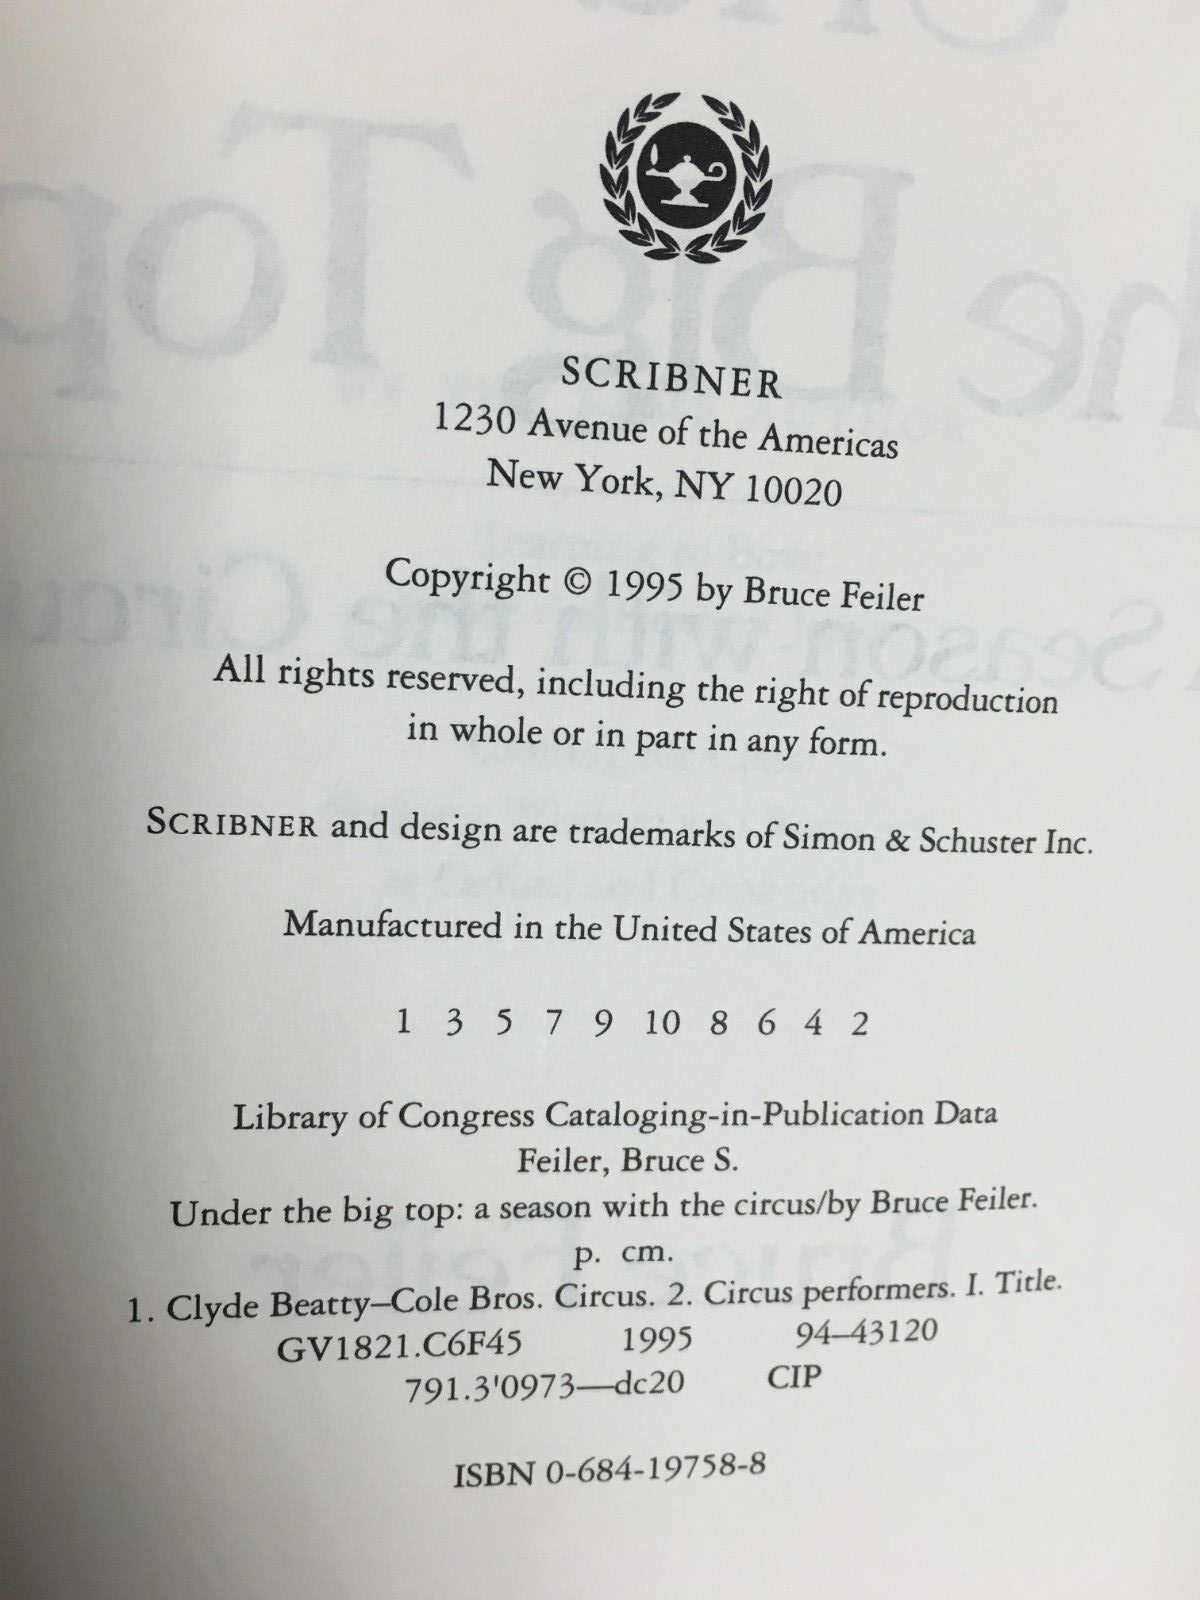 SCRIBNER
1230 Avenue of the Americas
New York, NY 10020
Copyright © 1995 by Bruce Feiler
All rights reserved, including the right of reproduction
in whole or in part in any form.
SCRIBNER and design are trademarks of Simon & Schuster Inc.
Manufactured in the United States of America
1 3 5 7 9 10 8 6 4 2
Library of Congress Cataloging-in-Publication Data
Feiler, Bruce S.
Under the big top: a season with the circus/by Bruce Feiler.
p. cm.
1. Clyde Beatty–Cole Bros. Circus. 2. Circus performers. I. Title.
GV1821.C6F45 1995 94–43120
791.3'0973—dc20 CIP
ISBN 0-684-19758-8